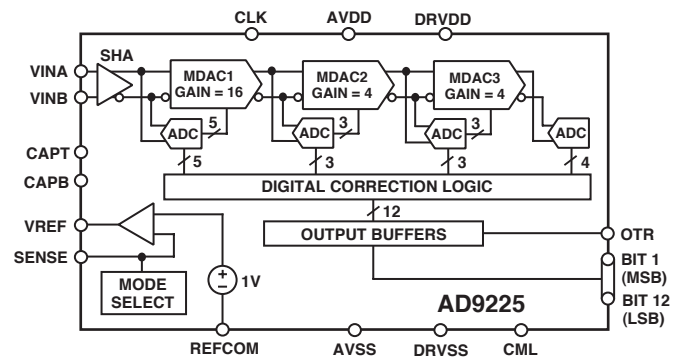 CLK
AVDD
DRVDD
SHA
VINA
VINB
MDAC1
GAIN = 16
MDAC2
GAIN = 4
MDAC3
GAIN = 4
ADC
5
ADC
3
ADC
3
ADC
5
3
3
4
CAPT
CAPB
DIGITAL CORRECTION LOGIC
12
VREF
OUTPUT BUFFERS
OTR
SENSE
BIT 1
(MSB)
MODE
SELECT
+
–
1V
AD9225
BIT 12
(LSB)
REFCOM
AVSS
DRVSS
CML